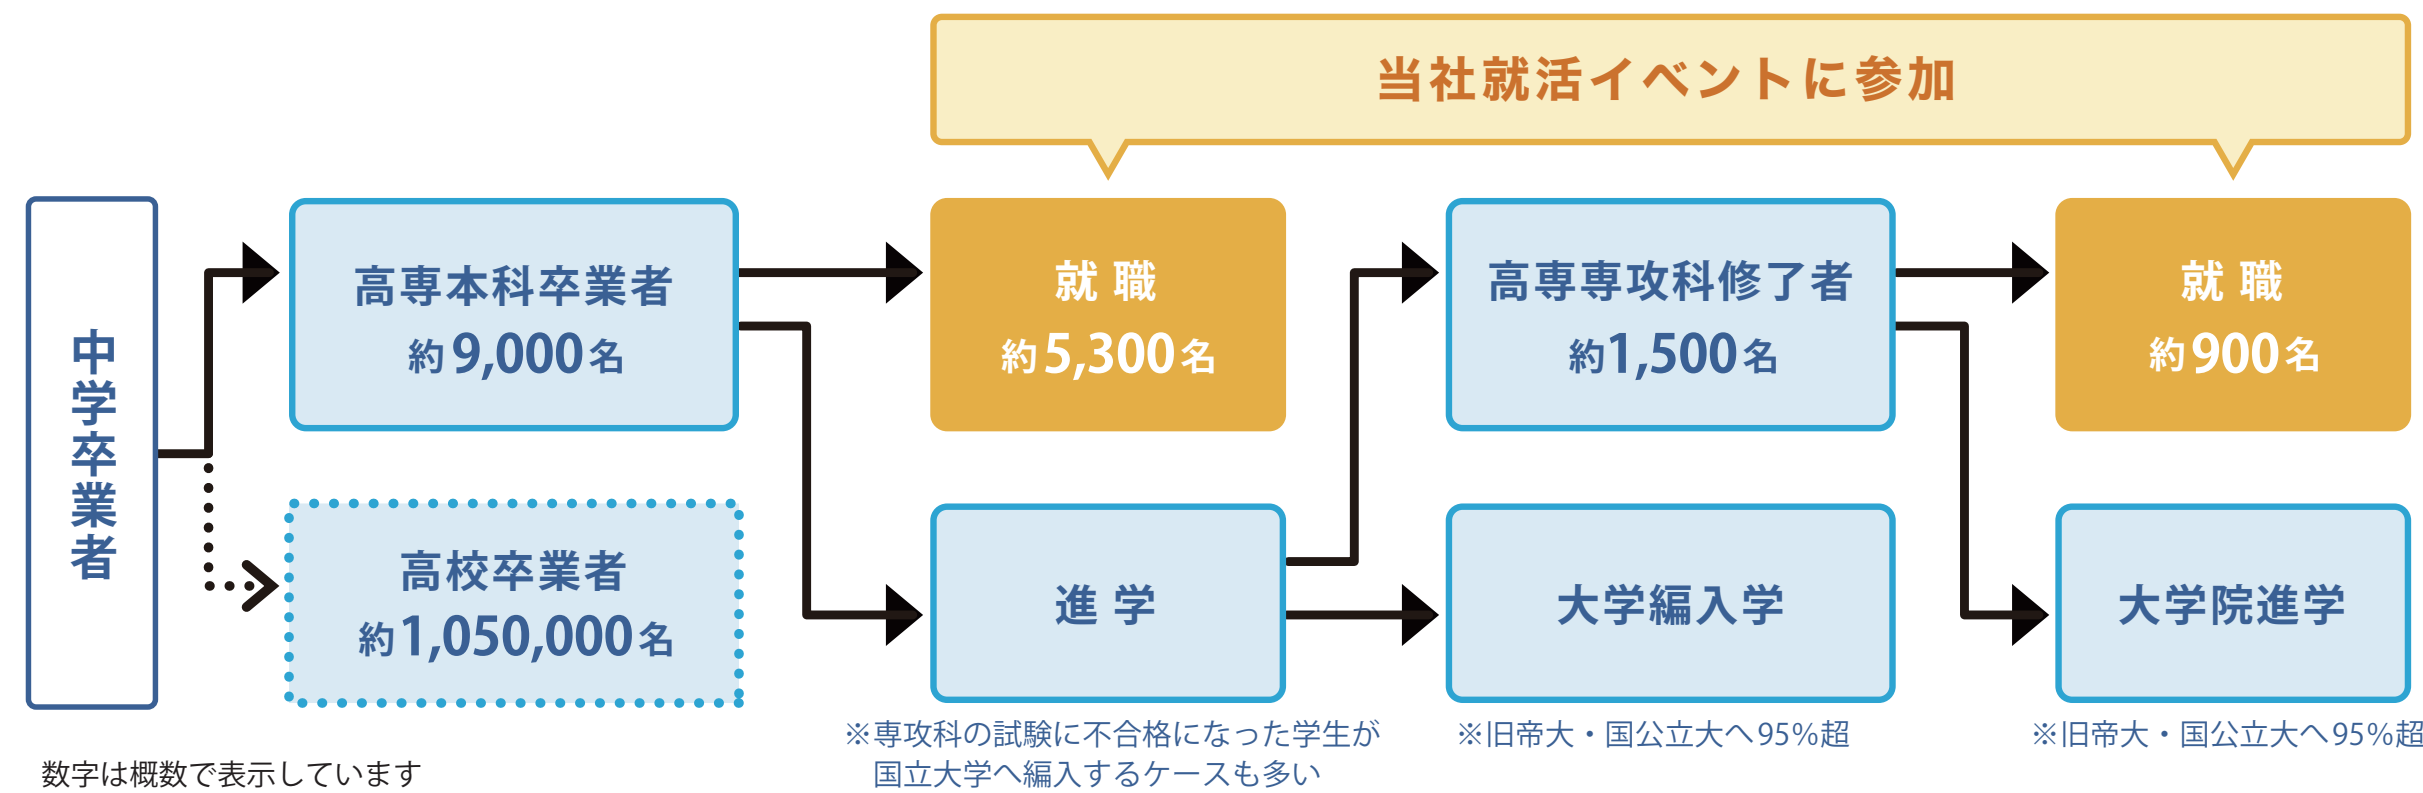 当社就活イベントに参加
中学卒業者
高専本科卒業者
約9,000名
高校卒業者
約1,050,000名
就 職
約5,300名
進 学
※専攻科の試験に不合格になった学生が
国立大学へ編入するケースも多い
高専専攻科修了者
約1,500名
大学編入学
※旧帝大・国公立大へ95%超
就 職
約900名
大学院進学
※旧帝大・国公立大へ95%超
数字は概数で表示しています